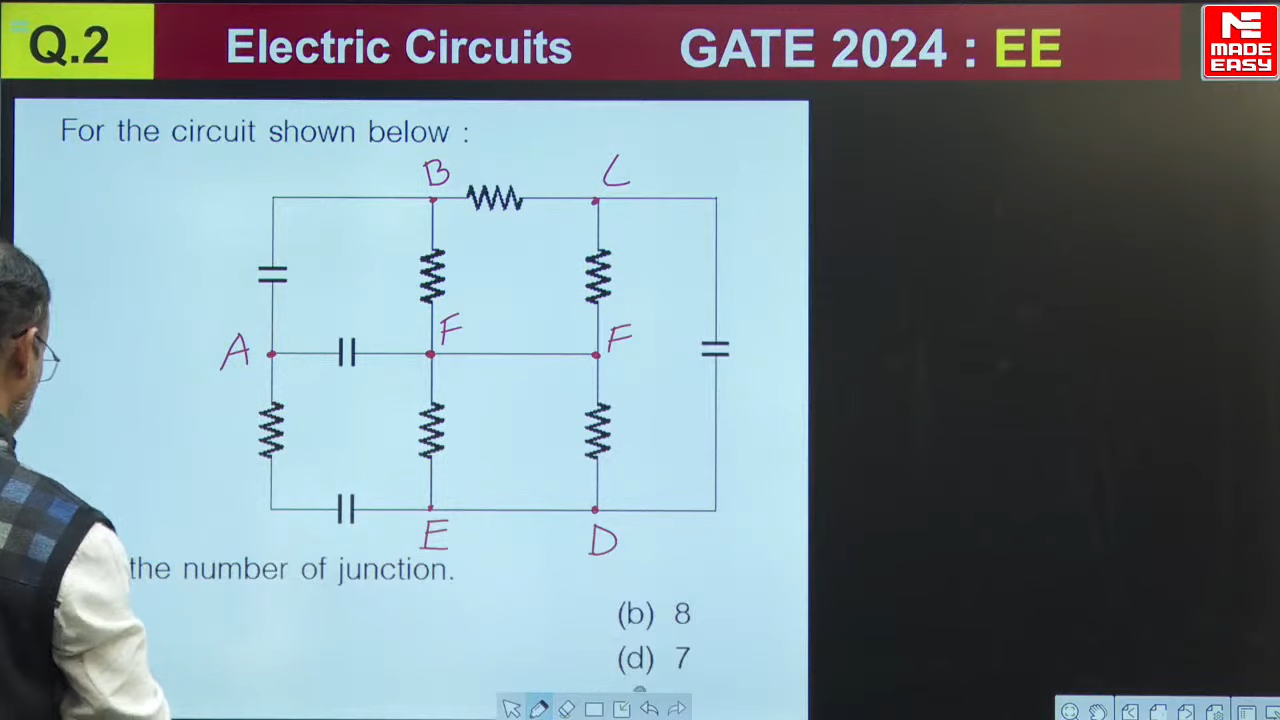 Q.2 Electric Circuits GATE 2024 : EE
ME
MADE
EASY
For the circuit shown below :
B C
A F F
E D
the number of junction.
(b) 8
(d) 7